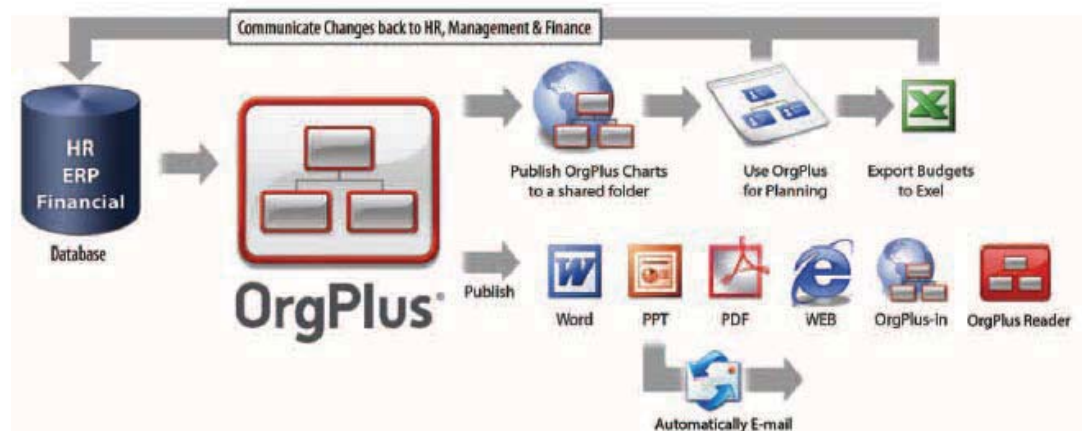 Communicate Changes back to HR, Management & Finance
HR
ERP
Financial
Database
OrgPlus®
Publish OrgPlus Charts
to a shared folder
Use OrgPlus
for Planning
Export Budgets
to Exel
Publish
Word
PPT
PDF
WEB
OrgPlus-in
OrgPlus Reader
Automatically E-mail